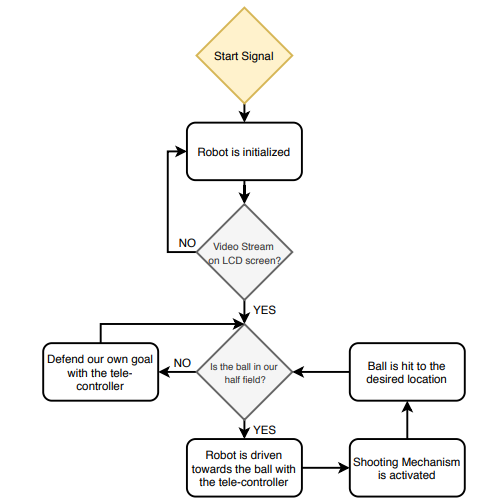 Start Signal
Robot is initialized
NO
Video Stream
on LCD screen?
YES
Defend our own goal
with the tele-
controller
NO
Is the ball in our
half field?
Ball is hit to the
desired location
YES
Robot is driven
towards the ball with
the tele-controller
Shooting Mechanism
is activated